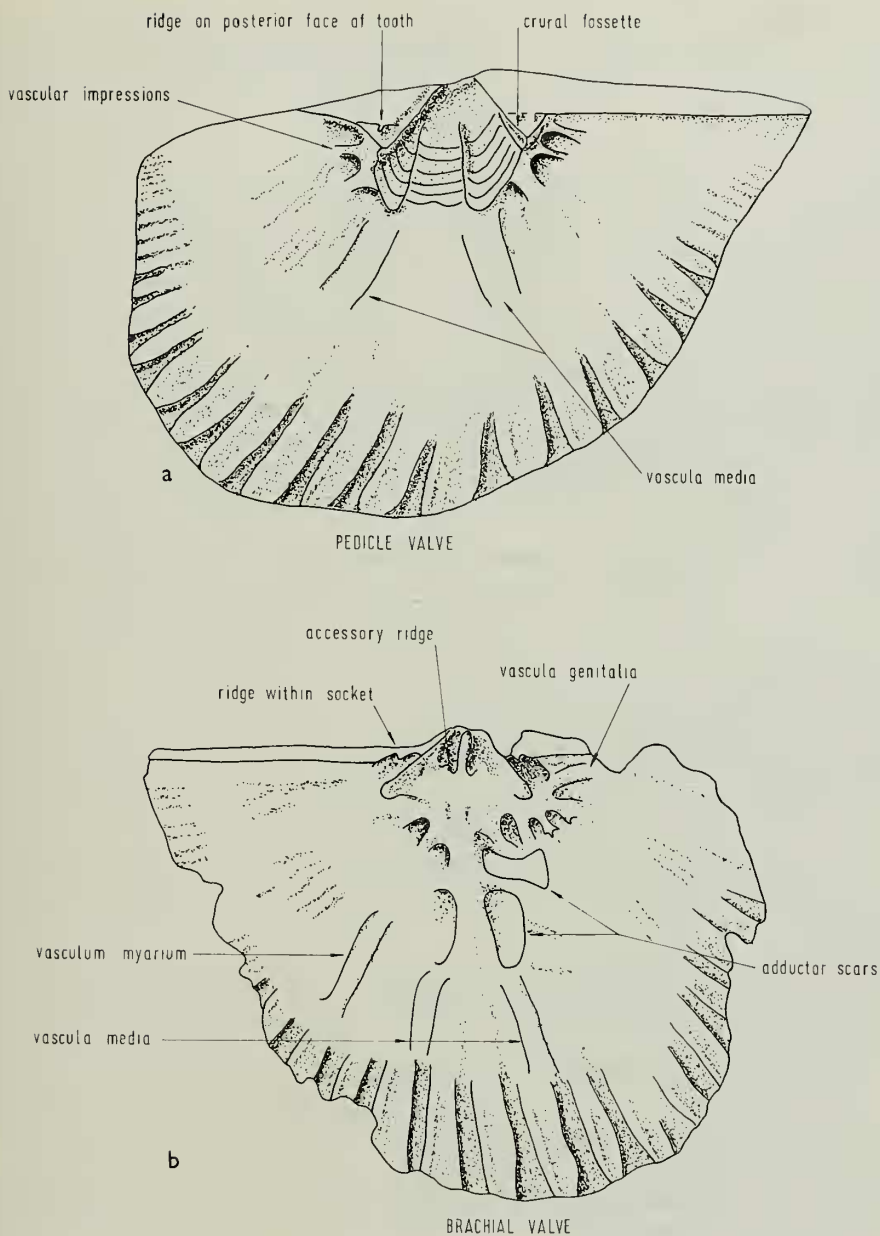 ridge on posterior face of tooth
crural fossette
vascular impressions
a
vascula media
PEDICLE VALVE
accessory ridge
vascula genitalia
ridge within socket
vasculum myarium
adductor scars
vascula media
b
BRACHIAL VALVE